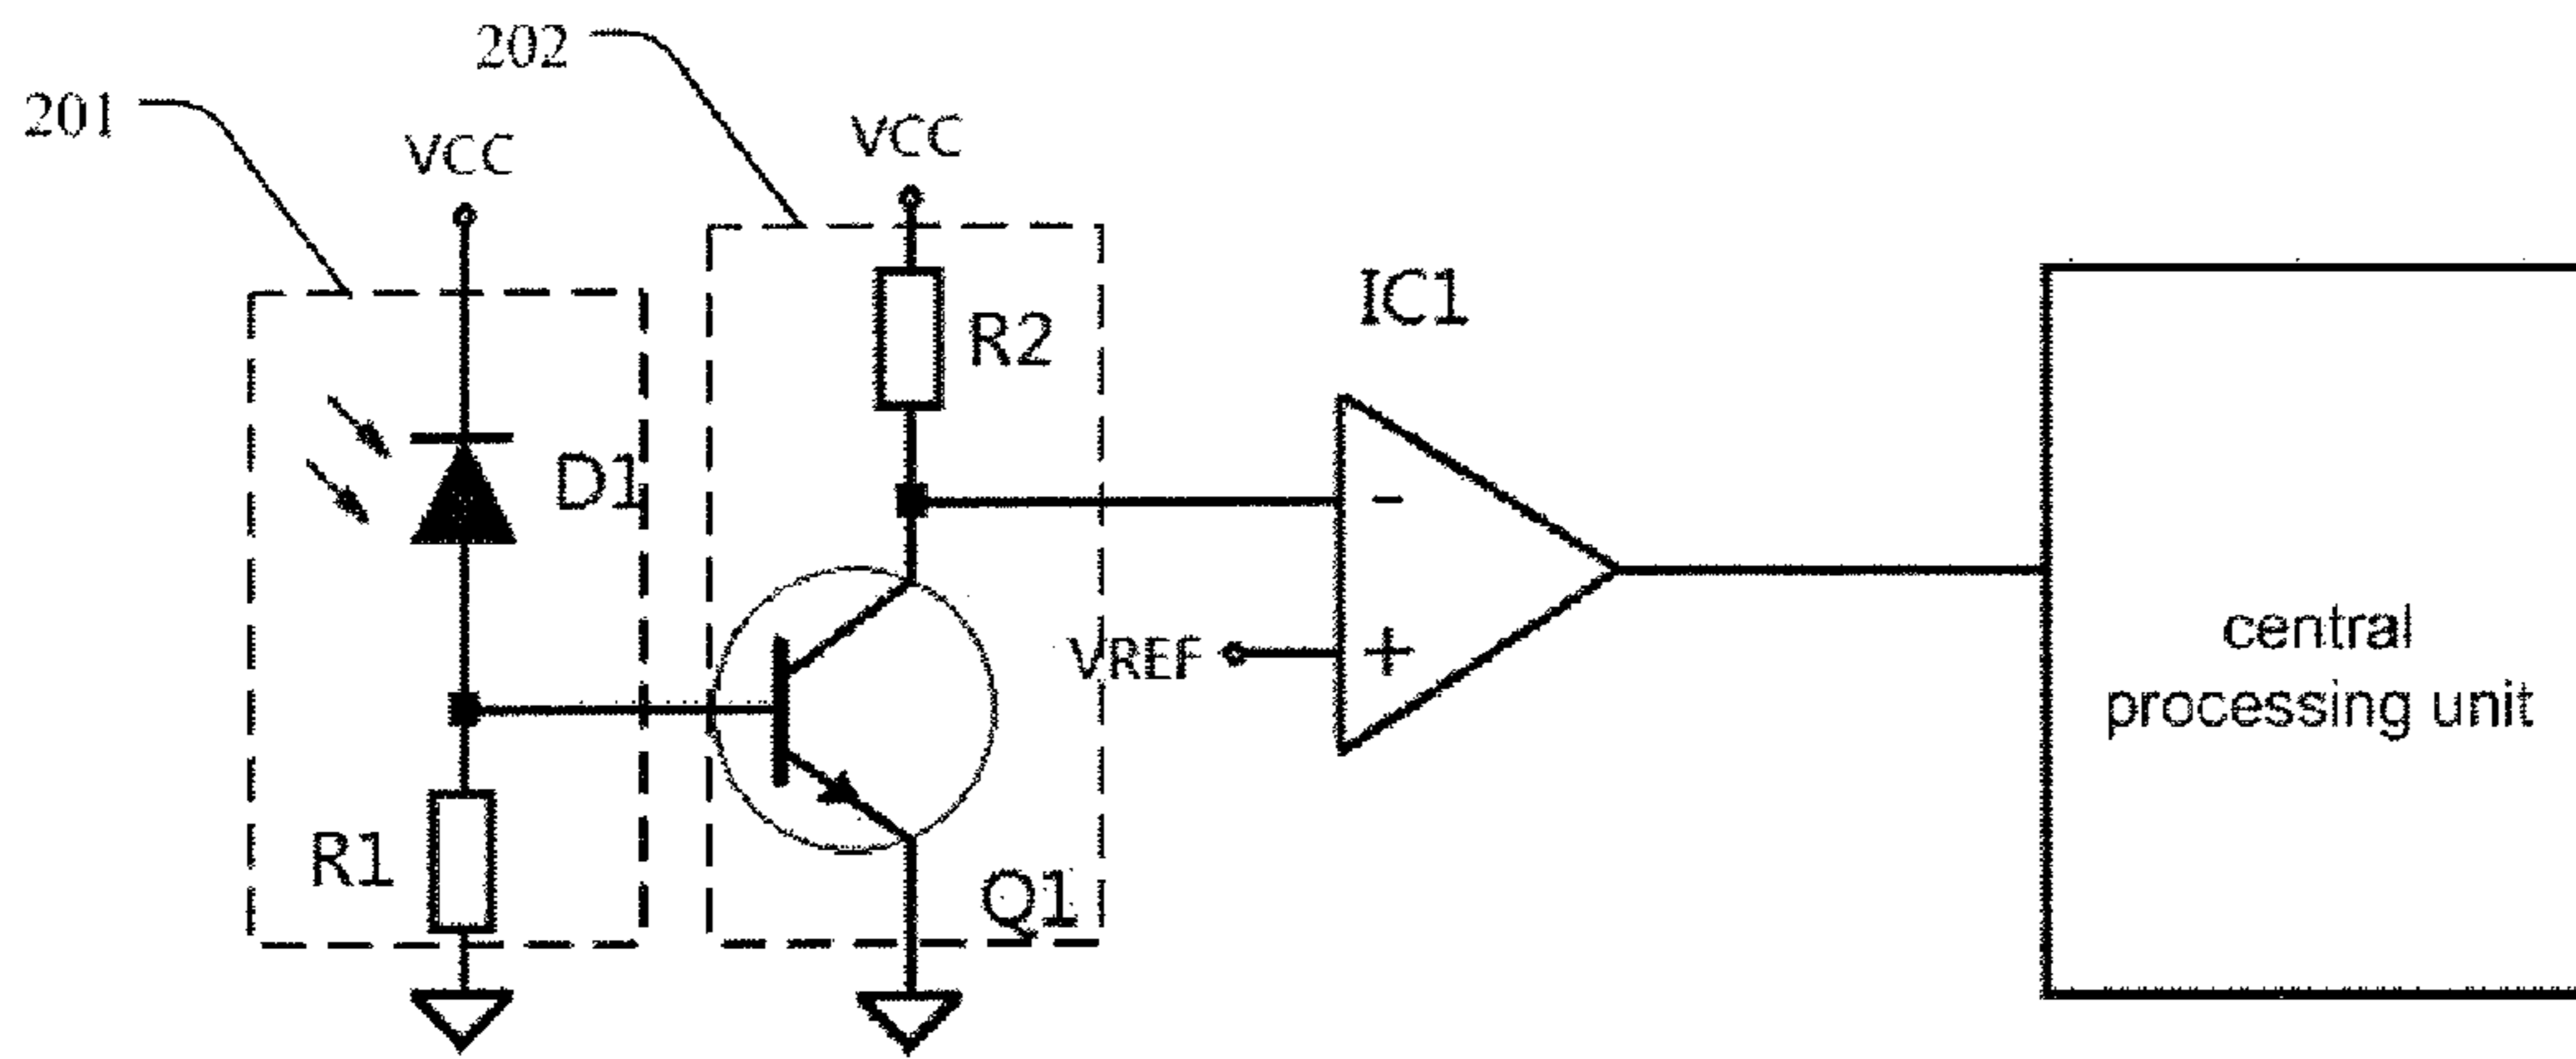 202
201
VCC
VCC
IC1
R2
D1
-
VREF
+
central
processing unit
R1
Q1